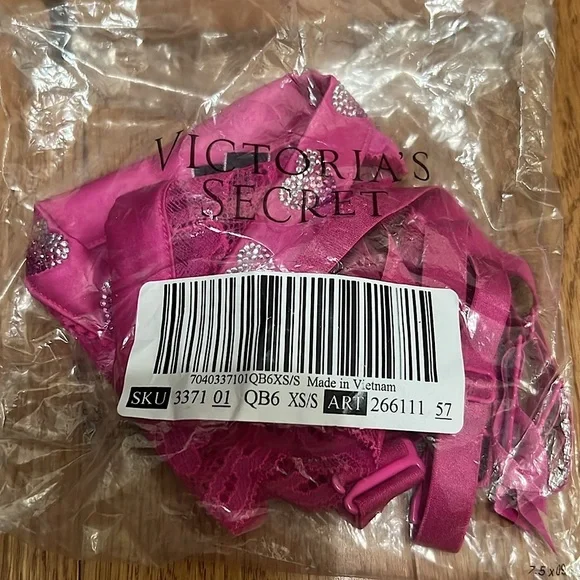 VICTORIA'S
SECRET
7040337101QB6XS/S Made in Vietnam
SKU 3371 01 QB6 XS/S ART 266111 57